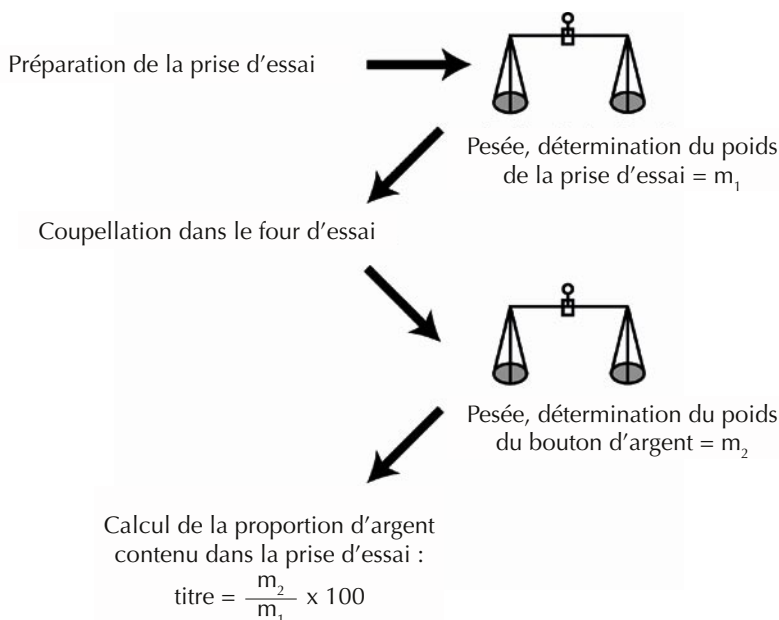 Préparation de la prise d'essai
Pesée, détermination du poids
de la prise d'essai = m₁
Coupellation dans le four d'essai
Pesée, détermination du poids
du bouton d'argent = m₂
Calcul de la proportion d'argent
contenu dans la prise d'essai :
titre = m₂ / m₁ x 100